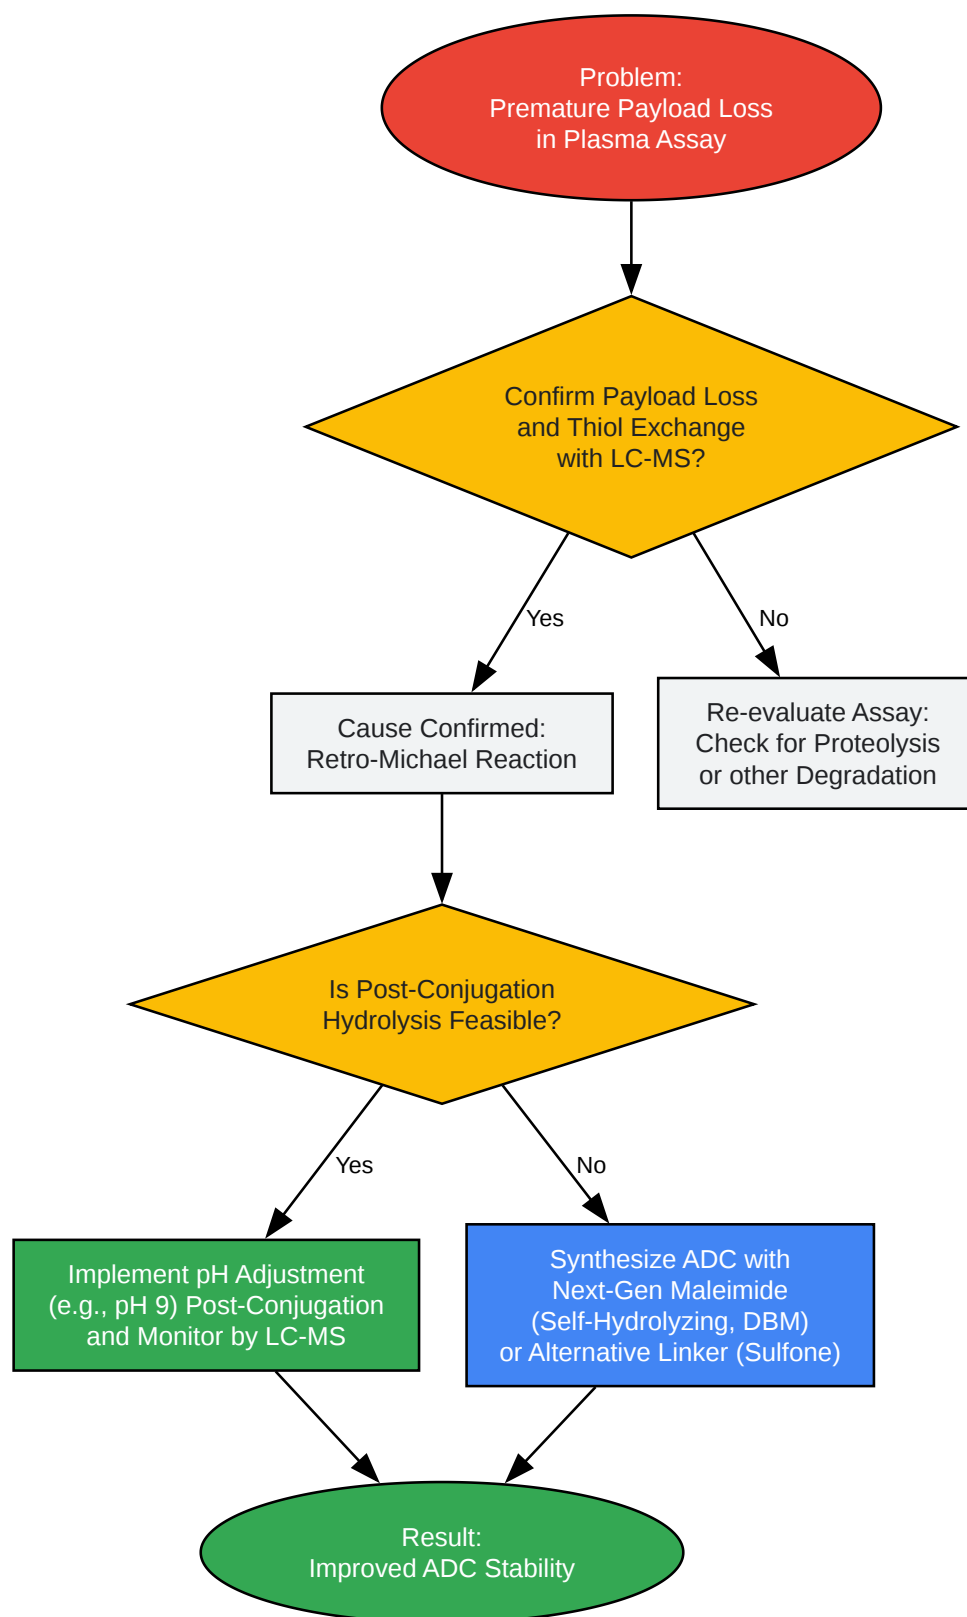 Problem:
Premature Payload Loss
in Plasma Assay
Confirm Payload Loss
and Thiol Exchange
with LC-MS?
Yes
No
Cause Confirmed:
Retro-Michael Reaction
Re-evaluate Assay:
Check for Proteolysis
or other Degradation
Is Post-Conjugation
Hydrolysis Feasible?
Yes
No
Implement pH Adjustment
(e.g., pH 9) Post-Conjugation
and Monitor by LC-MS
Synthesize ADC with
Next-Gen Maleimide
(Self-Hydrolyzing, DBM)
or Alternative Linker (Sulfone)
Result:
Improved ADC Stability